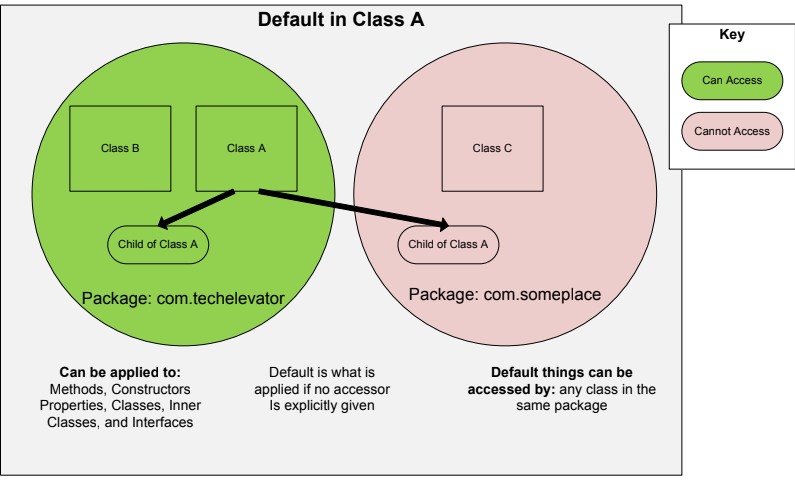 Default in Class A
Key
Can Access
Cannot Access
Class B
Class A
Class C
Child of Class A
Child of Class A
Package: com.techelevator
Package: com.someplace
Can be applied to:
Methods, Constructors
Properties, Classes, Inner
Classes, and Interfaces
Default is what is
applied if no accessor
Is explicitly given
Default things can be
accessed by: any class in the
same package